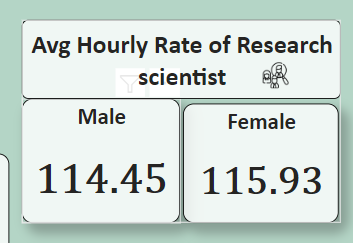 Avg Hourly Rate of Research
scientist
Male
Female
114.45
115.93